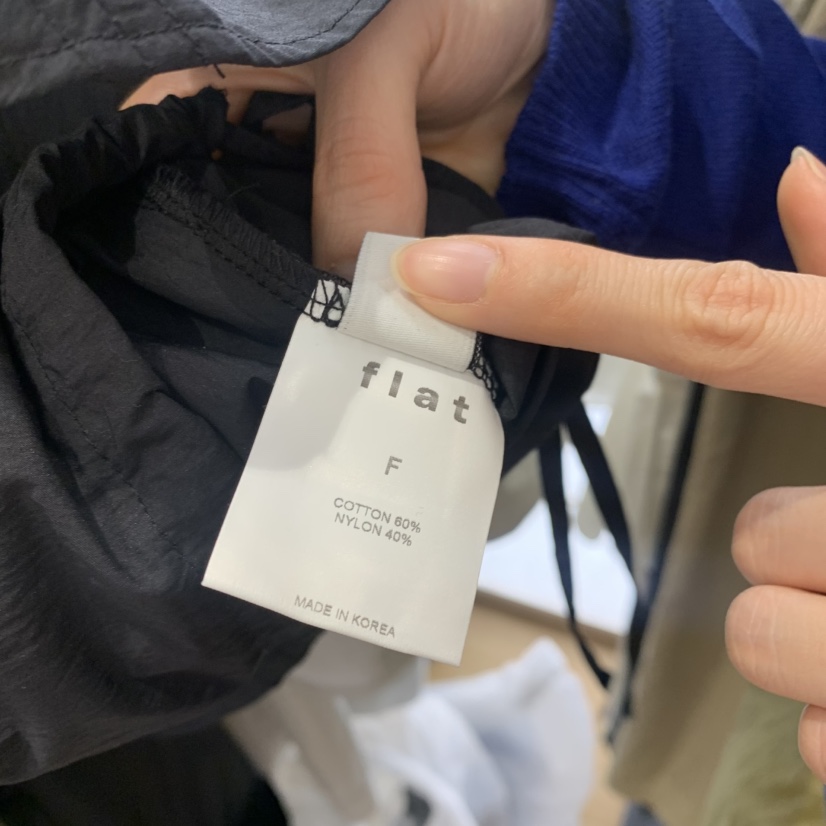 flat
F
COTTON 60%
NYLON 40%
MADE IN KOREA